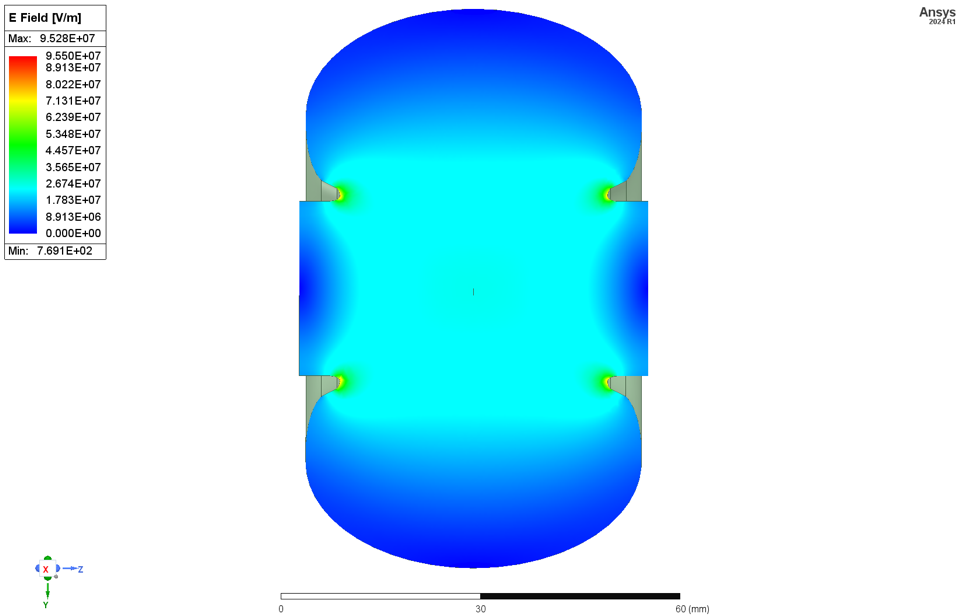 E Field [V/m]
Max: 9.528E+07
9.550E+07
8.913E+07
8.022E+07
7.131E+07
6.239E+07
5.348E+07
4.457E+07
3.565E+07
2.674E+07
1.783E+07
8.913E+06
0.000E+00
Min: 7.691E+02
Ansys
2024 R1
X
Z
Y
0 30 60 (mm)